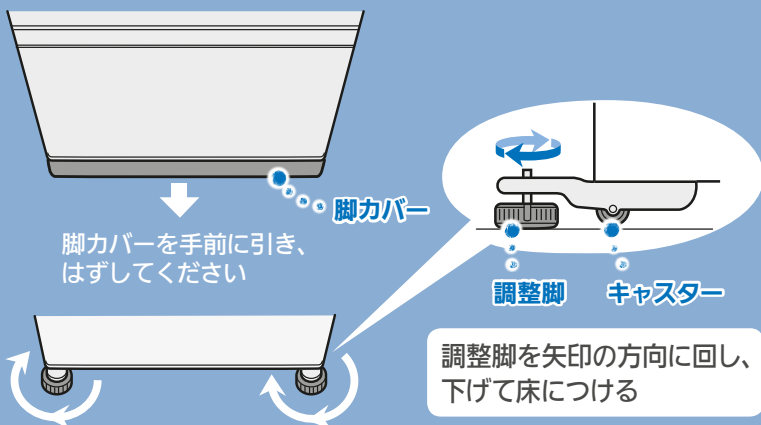 脚カバー
脚カバーを手前に引き、
はずしてください
調整脚
キャスター
調整脚を矢印の方向に回し、
下げて床につける